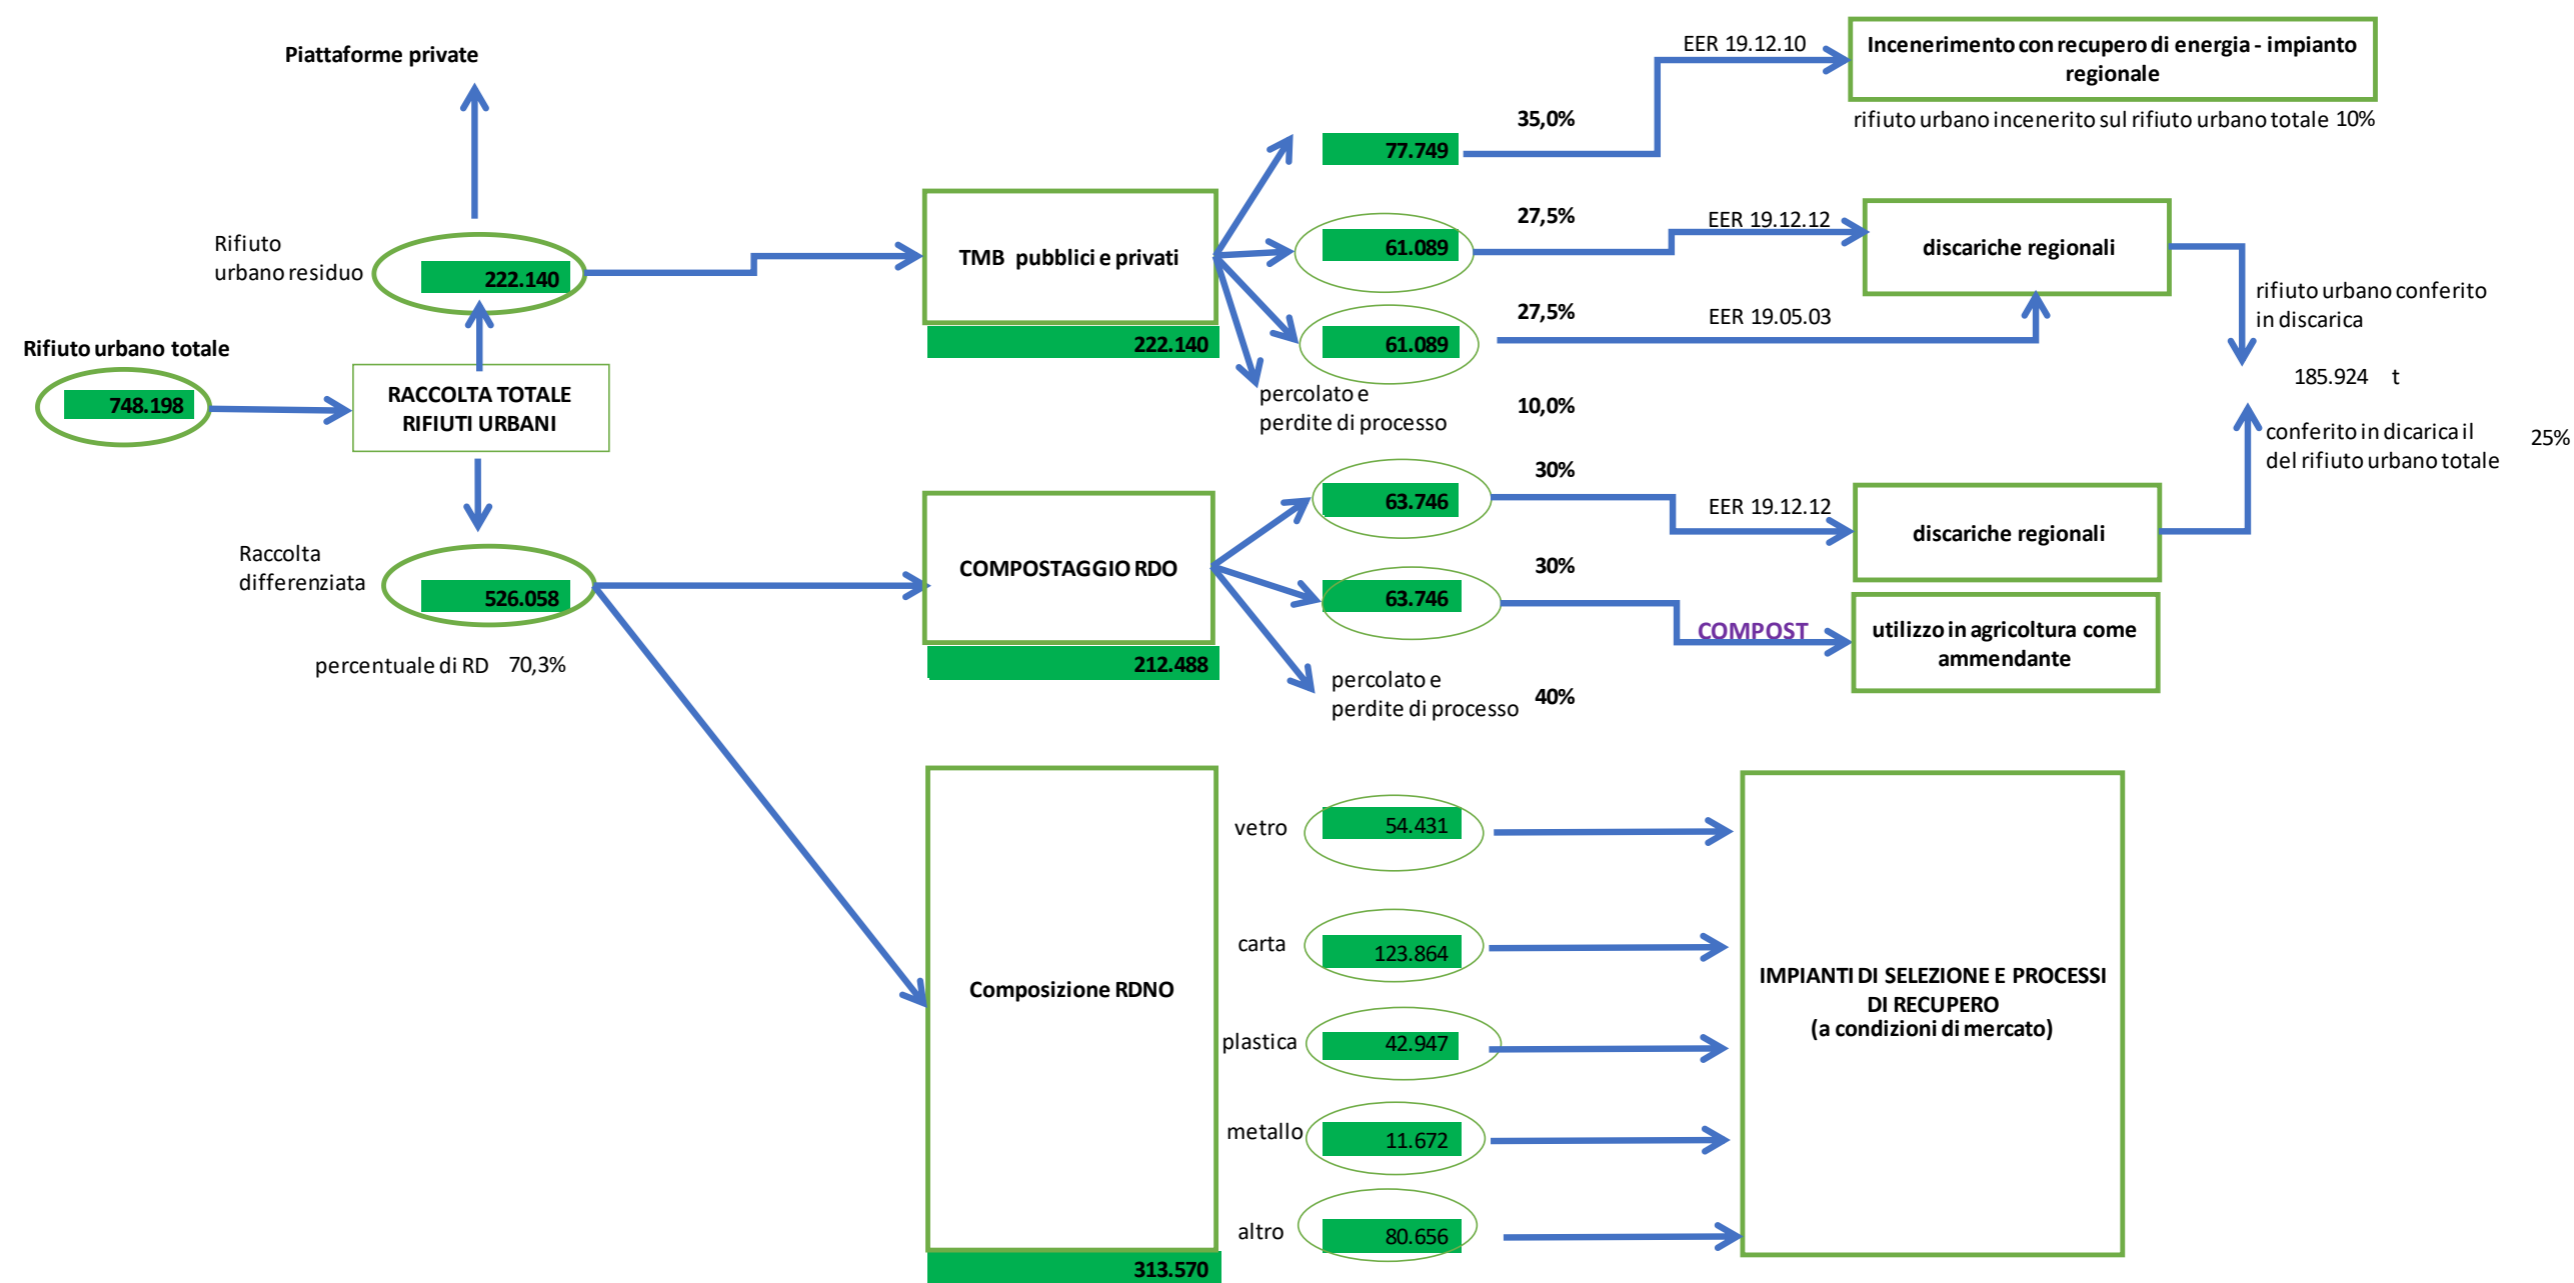 Piattaforme private
EER 19.12.10
Incenerimento con recupero di energia - impianto
regionale
rifiuto urbano incenerito sul rifiuto urbano totale 10%
35,0%
77.749
Rifiuto
urbano residuo
222.140
TMB pubblici e privati
222.140
27,5%
61.089
EER 19.12.12
discariche regionali
27,5%
61.089
EER 19.05.03
rifiuto urbano conferito
in discarica
185.924 t
conferito in dicarica il
del rifiuto urbano totale
25%
percolato e
perdite di processo
10,0%
Rifiuto urbano totale
748.198
RACCOLTA TOTALE
RIFIUTI URBANI
Raccolta
differenziata
526.058
percentuale di RD 70,3%
COMPOSTAGGIO RDO
212.488
30%
63.746
EER 19.12.12
discariche regionali
30%
63.746
COMPOST
utilizzo in agricoltura come
ammendante
percolato e
perdite di processo
40%
Composizione RDNO
313.570
vetro
54.431
carta
123.864
plastica
42.947
metallo
11.672
altro
80.656
IMPIANTI DI SELEZIONE E PROCESSI
DI RECUPERO
(a condizioni di mercato)